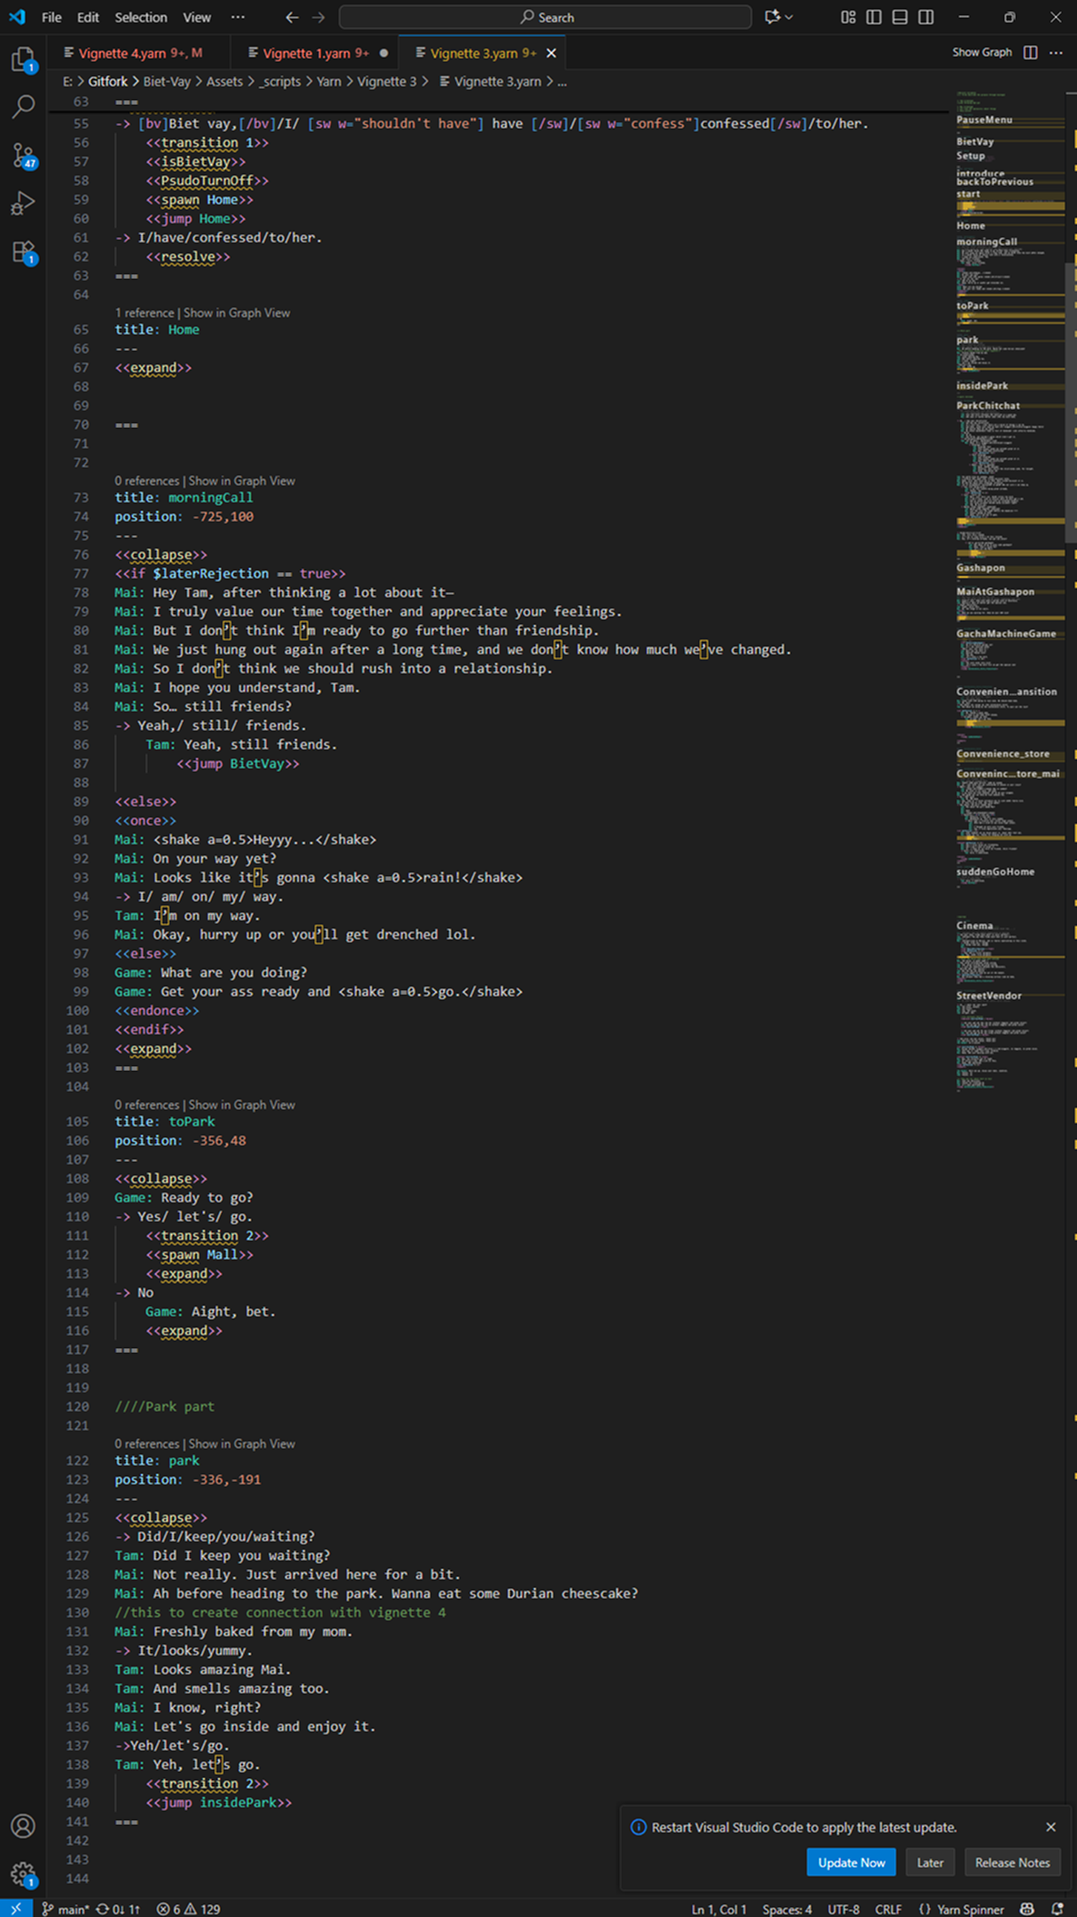 File Edit Selection View ··· Search
Vignette 4.yarn 9+, M Vignette 1.yarn 9+ Vignette 3.yarn 9+ Show Graph
E: > Gitfork > Biet-Vay > Assets > _scripts > Yarn > Vignette 3 > Vignette 3.yarn > ...
63 ===
55 -> [bv]Biet vay,[/bv]/I/ [sw w="shouldn't have"] have [/sw]/[sw w="confess"]confessed[/sw]/to/her.
56 <<transition 1>>
57 <<isBietVay>>
58 <<PsudoTurnOff>>
59 <<spawn Home>>
60 <<jump Home>>
61 -> I/have/confessed/to/her.
62 <<resolve>>
63 ===
64
1 reference | Show in Graph View
65 title: Home
66 ---
67 <<expand>>
68
69
70 ===
71
72
0 references | Show in Graph View
73 title: morningCall
74 position: -725,100
75 ---
76 <<collapse>>
77 <<if $laterRejection == true>>
78 Mai: Hey Tam, after thinking a lot about it—
79 Mai: I truly value our time together and appreciate your feelings.
80 Mai: But I don’t think I’m ready to go further than friendship.
81 Mai: We just hung out again after a long time, and we don’t know how much we’ve changed.
82 Mai: So I don’t think we should rush into a relationship.
83 Mai: I hope you understand, Tam.
84 Mai: So… still friends?
85 -> Yeah,/ still/ friends.
86 Tam: Yeah, still friends.
87 <<jump BietVay>>
88
89 <<else>>
90 <<once>>
91 Mai: <shake a=0.5>Heyyy...</shake>
92 Mai: On your way yet?
93 Mai: Looks like it’s gonna <shake a=0.5>rain!</shake>
94 -> I/ am/ on/ my/ way.
95 Tam: I’m on my way.
96 Mai: Okay, hurry up or you’ll get drenched lol.
97 <<else>>
98 Game: What are you doing?
99 Game: Get your ass ready and <shake a=0.5>go.</shake>
100 <<endonce>>
101 <<endif>>
102 <<expand>>
103 ===
104
0 references | Show in Graph View
105 title: toPark
106 position: -356,48
107 ---
108 <<collapse>>
109 Game: Ready to go?
110 -> Yes/ let's/ go.
111 <<transition 2>>
112 <<spawn Mall>>
113 <<expand>>
114 -> No
115 Game: Aight, bet.
116 <<expand>>
117 ===
118
119
120 ////Park part
121
0 references | Show in Graph View
122 title: park
123 position: -336,-191
124 ---
125 <<collapse>>
126 -> Did/I/keep/you/waiting?
127 Tam: Did I keep you waiting?
128 Mai: Not really. Just arrived here for a bit.
129 Mai: Ah before heading to the park. Wanna eat some Durian cheescake?
130 //this to create connection with vignette 4
131 Mai: Freshly baked from my mom.
132 -> It/looks/yummy.
133 Tam: Looks amazing Mai.
134 Tam: And smells amazing too.
135 Mai: I know, right?
136 Mai: Let's go inside and enjoy it.
137 ->Yeh/let's/go.
138 Tam: Yeh, let’s go.
139 <<transition 2>>
140 <<jump insidePark>>
141 ===
142
143
144
PauseMenu
BietVay
Setup
introduce
backToPrevious
start
Home
morningCall
toPark
park
insidePark
ParkChitchat
Gashapon
MaiAtGashapon
GachaMachineGame
Convenien...ansition
Convenience_store
Conveninc...tore_mai
suddenGoHome
Cinema
StreetVendor
1
47
1
1
Restart Visual Studio Code to apply the latest update.
Update Now Later Release Notes
main* 0↓ 1↑ 6 129 Ln 1, Col 1 Spaces: 4 UTF-8 CRLF {} Yarn Spinner